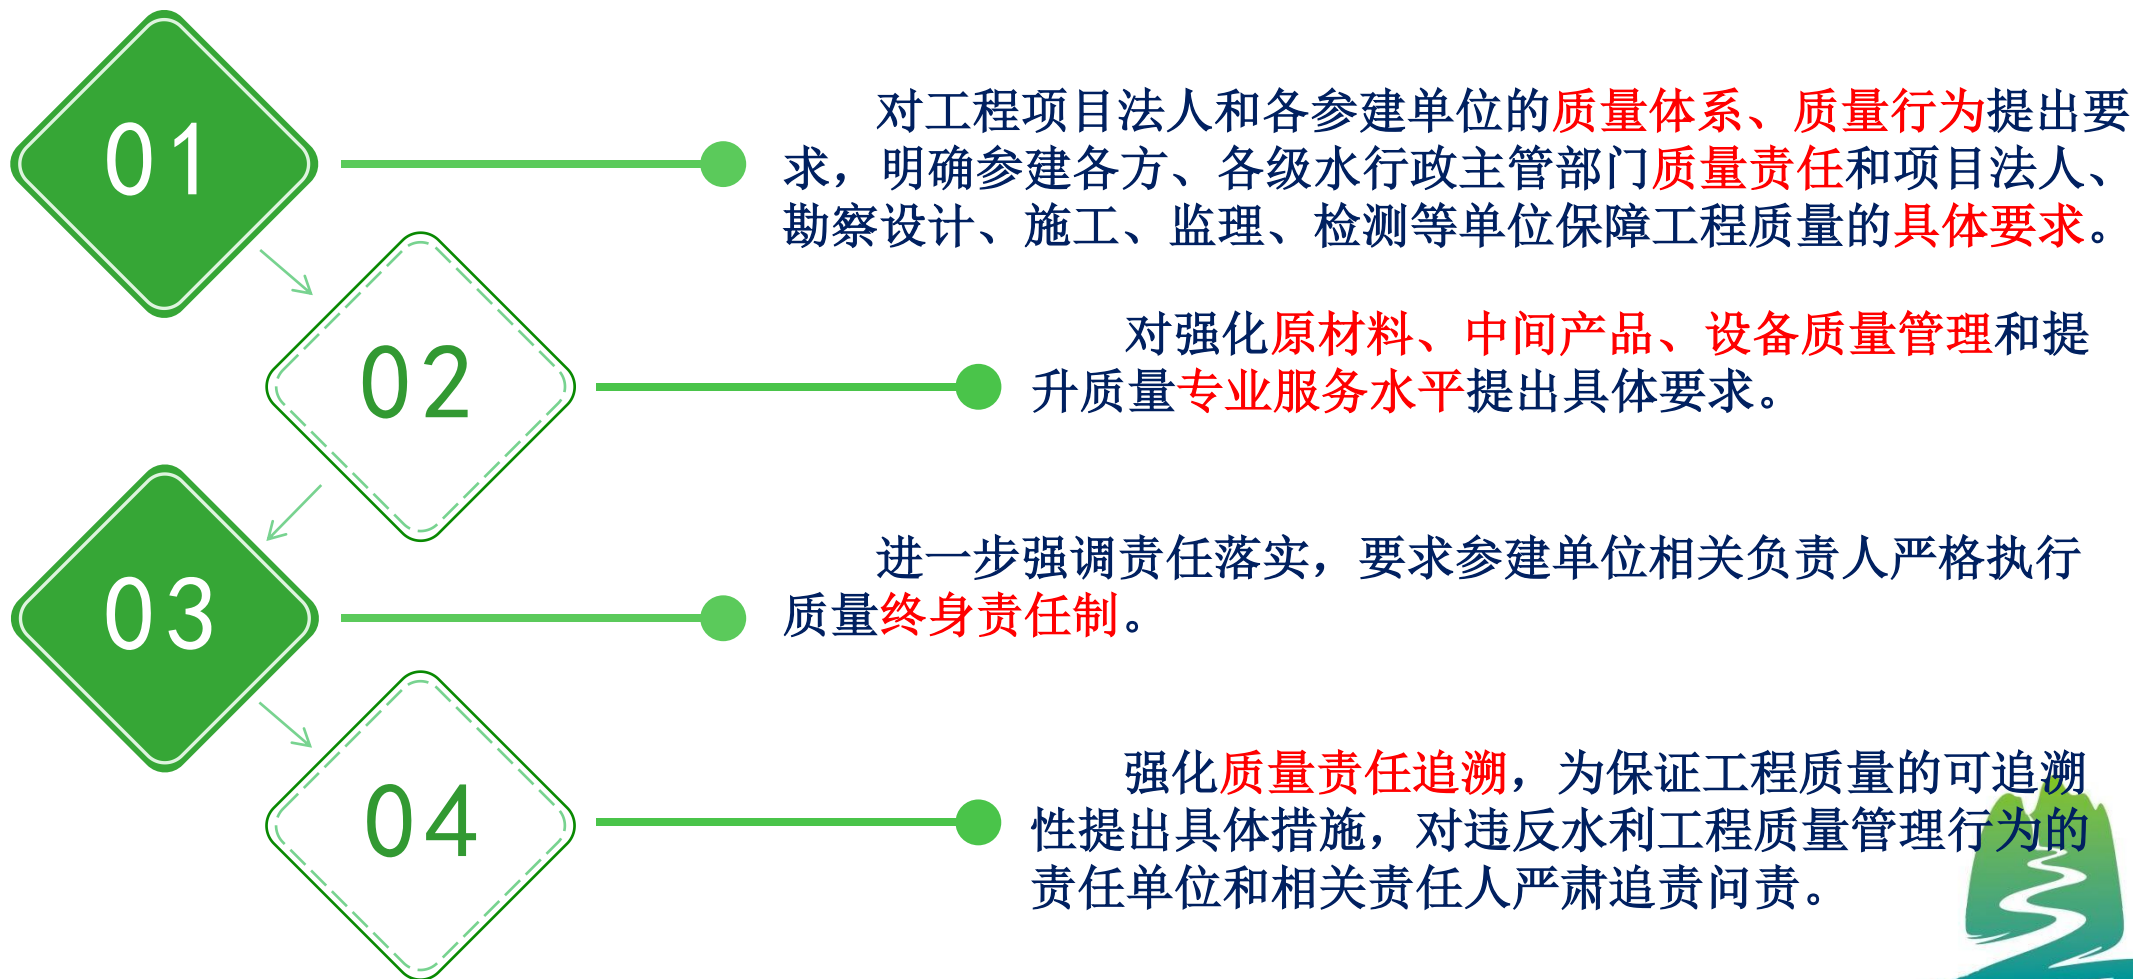 01
对工程项目法人和各参建单位的质量体系、质量行为提出要
求，明确参建各方、各级水行政主管部门质量责任和项目法人、
勘察设计、施工、监理、检测等单位保障工程质量的具体要求。
02
对强化原材料、中间产品、设备质量管理和提
升质量专业服务水平提出具体要求。
03
进一步强调责任落实，要求参建单位相关负责人严格执行
质量终身责任制。
04
强化质量责任追溯，为保证工程质量的可追溯
性提出具体措施，对违反水利工程质量管理行为的
责任单位和相关责任人严肃追责问责。